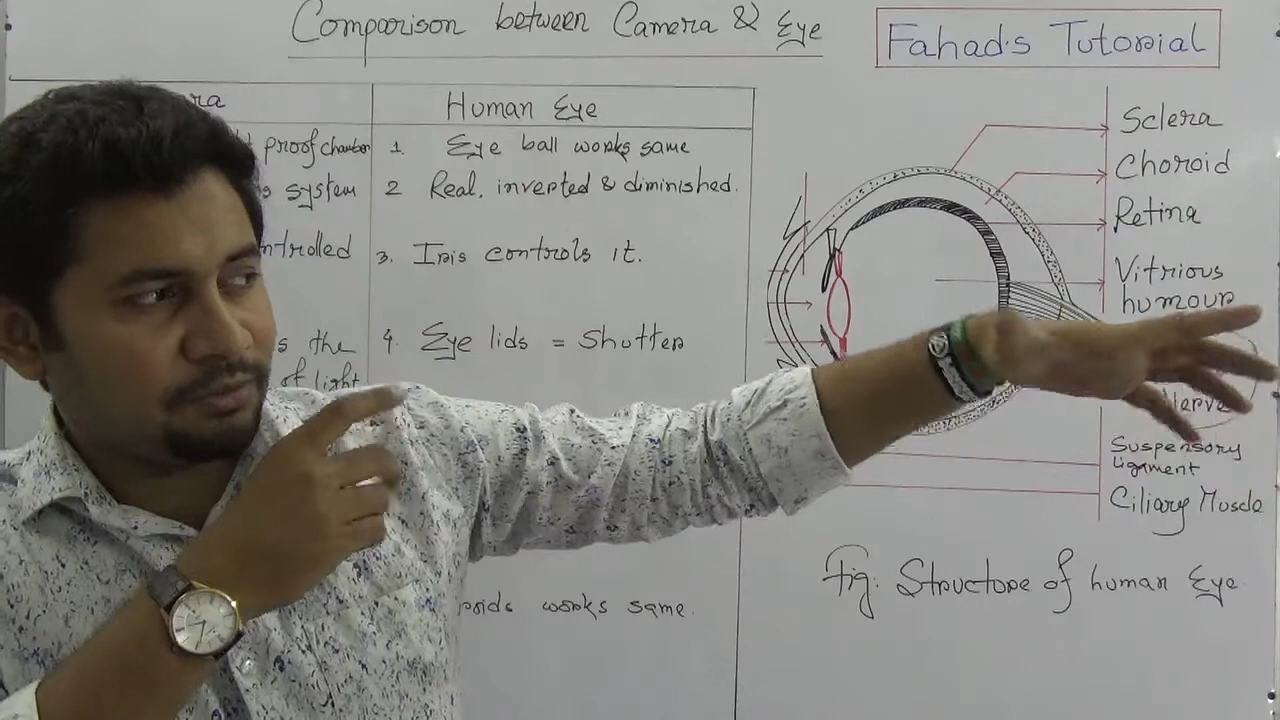 Comparison between Camera & Eye
Fahad's Tutorial
Human Eye
proof chamber
1. Eye ball works same
system
2 Real, inverted & diminished.
3. Iris controls it.
the
4. Eye lids = Shutter
of light
works same.
Sclera
Choroid
Retina
Vitrious
humour
Nerve
Suspensory
ligament
Ciliary Muscle
Fig: Structure of human Eye